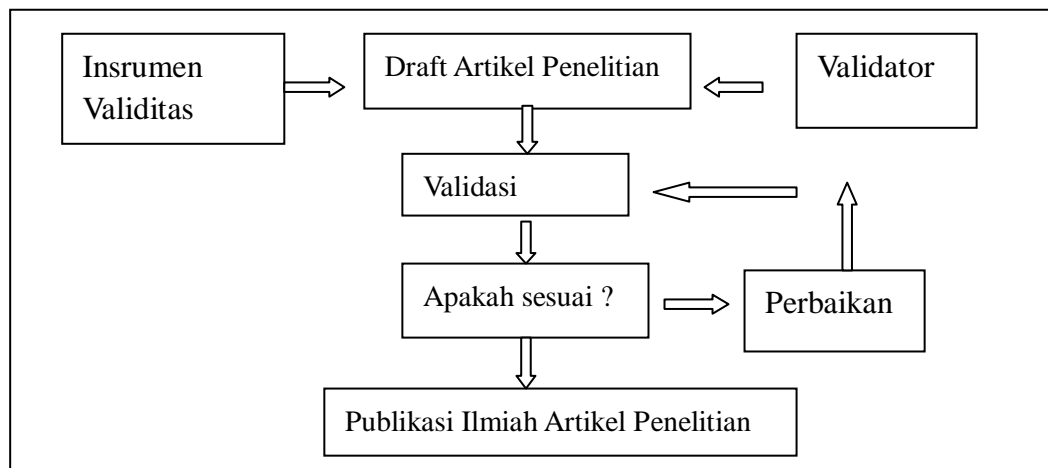 Insrumen
Validitas
Draft Artikel Penelitian
Validator
Validasi
Apakah sesuai ?
Perbaikan
Publikasi Ilmiah Artikel Penelitian